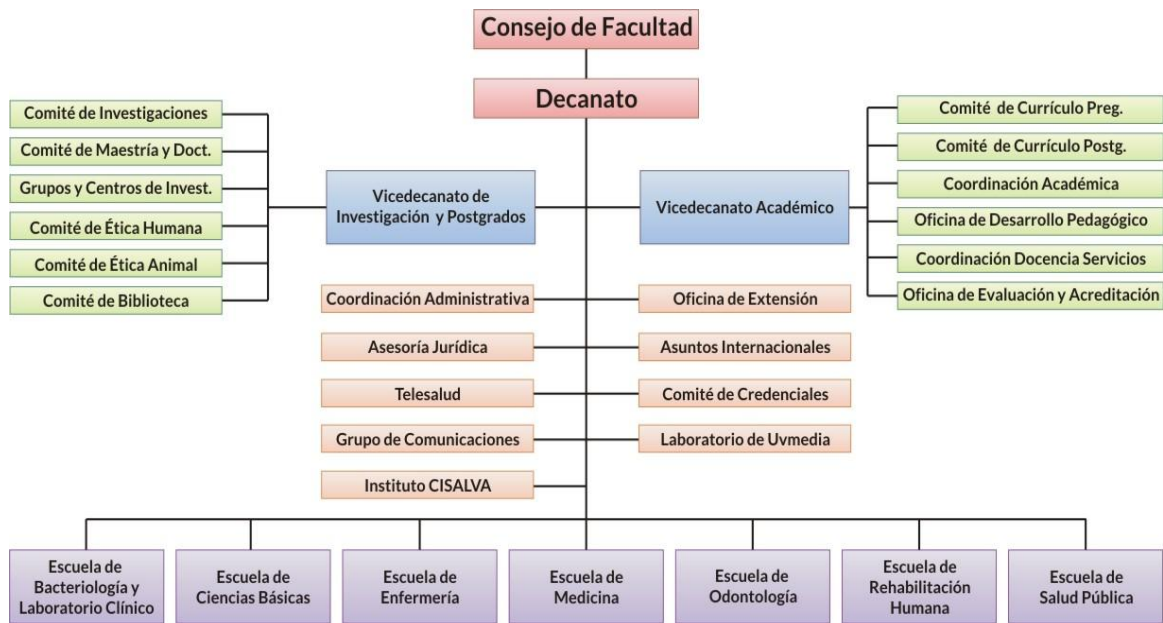 Consejo de Facultad
Decanato
Comité de Investigaciones
Comité de Maestría y Doct.
Grupos y Centros de Invest.
Comité de Ética Humana
Comité de Ética Animal
Comité de Biblioteca
Vicedecanato de
Investigación y Postgrados
Vicedecanato Académico
Comité de Currículo Preg.
Comité de Currículo Postg.
Coordinación Académica
Oficina de Desarrollo Pedagógico
Coordinación Docencia Servicios
Oficina de Evaluación y Acreditación
Coordinación Administrativa
Oficina de Extensión
Asesoría Jurídica
Asuntos Internacionales
Telesalud
Comité de Credenciales
Grupo de Comunicaciones
Laboratorio de Uvmedia
Instituto CISALVA
Escuela de
Bacteriología y
Laboratorio Clínico
Escuela de
Ciencias Básicas
Escuela de
Enfermería
Escuela de
Medicina
Escuela de
Odontología
Escuela de
Rehabilitación
Humana
Escuela de
Salud Pública